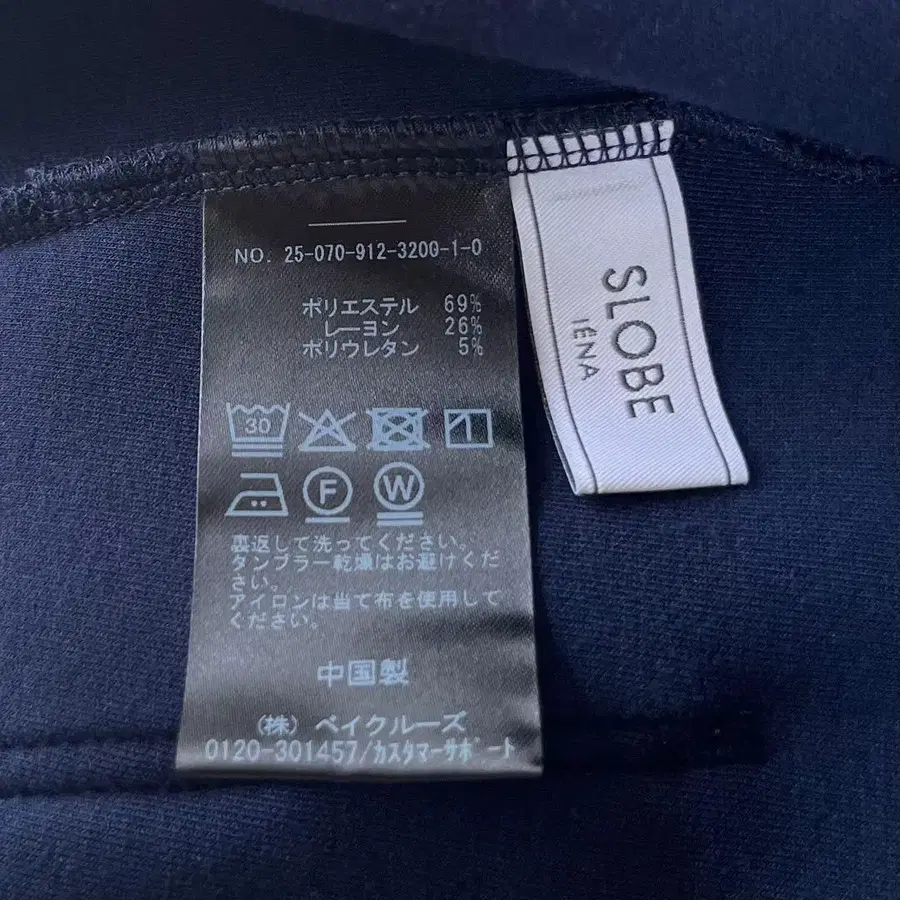 NO. 25-070-912-3200-1-0
ポリエステル 69%
レーヨン 26%
ポリウレタン 5%
30
F W
裏返して洗ってください。
タンブラー乾燥はお避けくだ
さい。
アイロンは当て布を使用して
ください。
中国製
(株) ベイクルーズ
0120-301457/カスタマーサポート
SLOBE
IÉNA